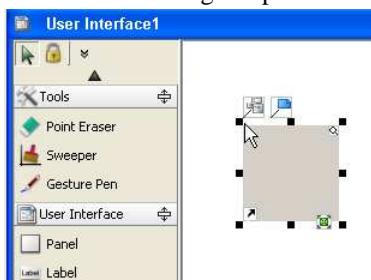 User Interface1
Tools
Point Eraser
Sweeper
Gesture Pen
User Interface
Panel
Label Label